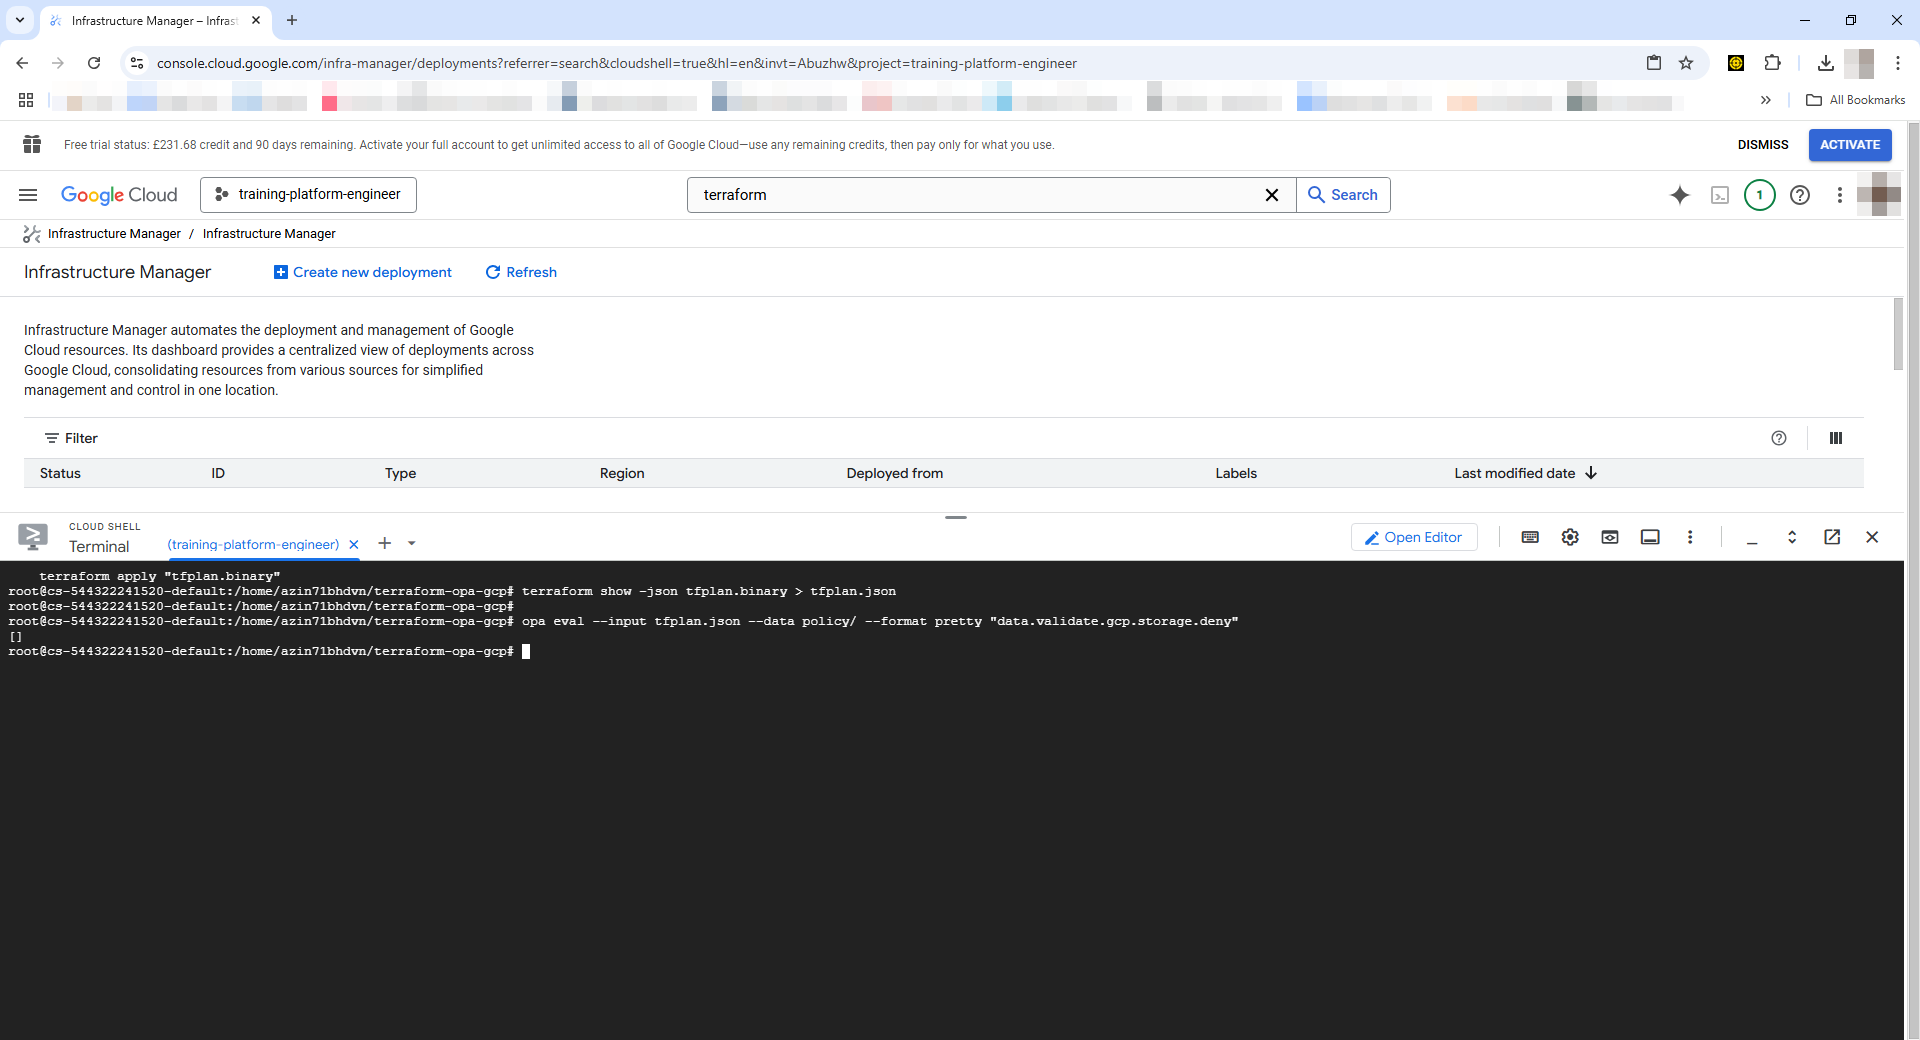 Infrastructure Manager – Infrast
console.cloud.google.com/infra-manager/deployments?referrer=search&cloudshell=true&hl=en&invt=Abuzhw&project=training-platform-engineer
All Bookmarks
Free trial status: £231.68 credit and 90 days remaining. Activate your full account to get unlimited access to all of Google Cloud—use any remaining credits, then pay only for what you use.
DISMISS
ACTIVATE
Google Cloud
training-platform-engineer
terraform
Search
1
Infrastructure Manager / Infrastructure Manager
Infrastructure Manager
Create new deployment
Refresh
Infrastructure Manager automates the deployment and management of Google
Cloud resources. Its dashboard provides a centralized view of deployments across
Google Cloud, consolidating resources from various sources for simplified
management and control in one location.
Filter
Status ID Type Region Deployed from Labels Last modified date
CLOUD SHELL
Terminal
(training-platform-engineer)
Open Editor
terraform apply "tfplan.binary"
root@cs-544322241520-default:/home/azin71bhdvn/terraform-opa-gcp# terraform show -json tfplan.binary > tfplan.json
root@cs-544322241520-default:/home/azin71bhdvn/terraform-opa-gcp#
root@cs-544322241520-default:/home/azin71bhdvn/terraform-opa-gcp# opa eval --input tfplan.json --data policy/ --format pretty "data.validate.gcp.storage.deny"
[]
root@cs-544322241520-default:/home/azin71bhdvn/terraform-opa-gcp#